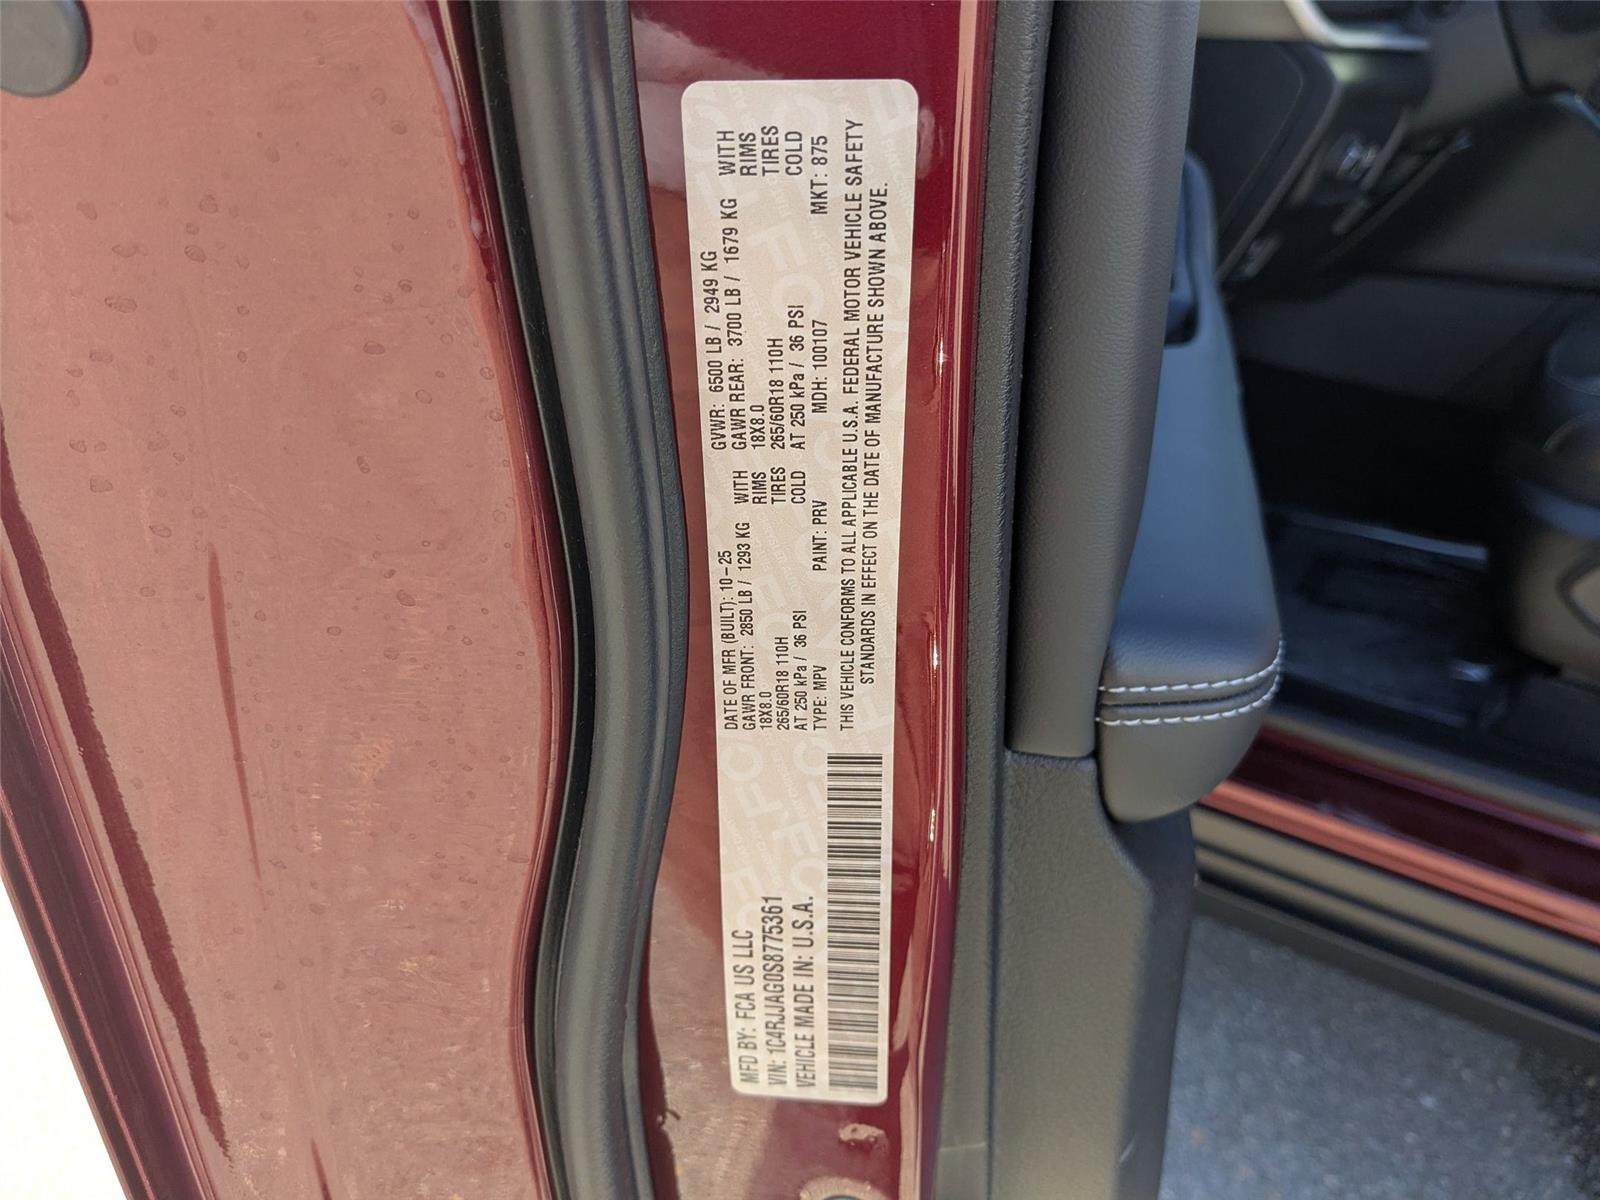 MFD BY: FCA US LLC
VIN: 1C4RJJAG0S8775361
VEHICLE MADE IN: U.S.A.
DATE OF MFR (BUILT): 10-25 GVWR: 6500 LB / 2949 KG
GAWR FRONT: 2850 LB / 1293 KG WITH GAWR REAR: 3700 LB / 1679 KG WITH
18X8.0 RIMS 18X8.0 RIMS
265/60R18 110H TIRES 265/60R18 110H TIRES
AT 250 kPa / 36 PSI COLD AT 250 kPa / 36 PSI COLD
TYPE: MPV PAINT: PRV MDH: 100107 MKT: 875
THIS VEHICLE CONFORMS TO ALL APPLICABLE U.S.A. FEDERAL MOTOR VEHICLE SAFETY
STANDARDS IN EFFECT ON THE DATE OF MANUFACTURE SHOWN ABOVE.